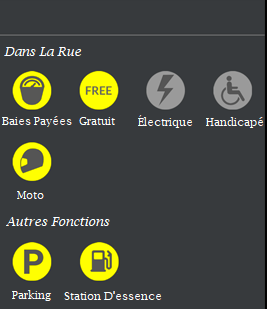 Dans La Rue
FREE
Baies Payées Gratuit Électrique Handicapé
Moto
Autres Fonctions
P
Parking Station D'essence